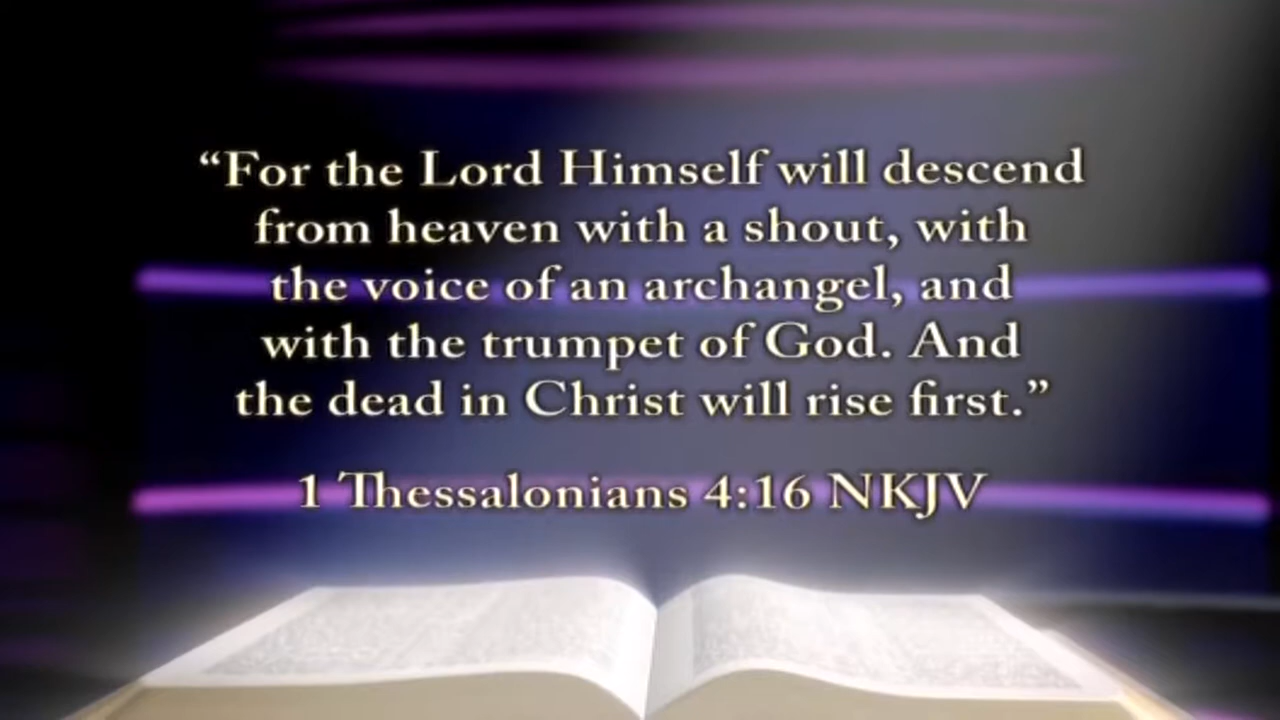 “For the Lord Himself will descend
from heaven with a shout, with
the voice of an archangel, and
with the trumpet of God. And
the dead in Christ will rise first.”
1 Thessalonians 4:16 NKJV